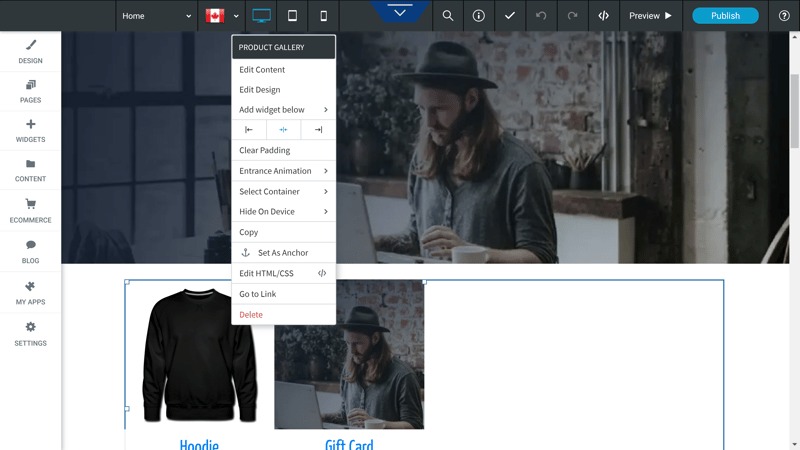 Home
Preview
Publish
DESIGN
PAGES
WIDGETS
CONTENT
ECOMMERCE
BLOG
MY APPS
SETTINGS
PRODUCT GALLERY
Edit Content
Edit Design
Add widget below
Clear Padding
Entrance Animation
Select Container
Hide On Device
Copy
Set As Anchor
Edit HTML/CSS
Go to Link
Delete
Hoodie
Gift Card